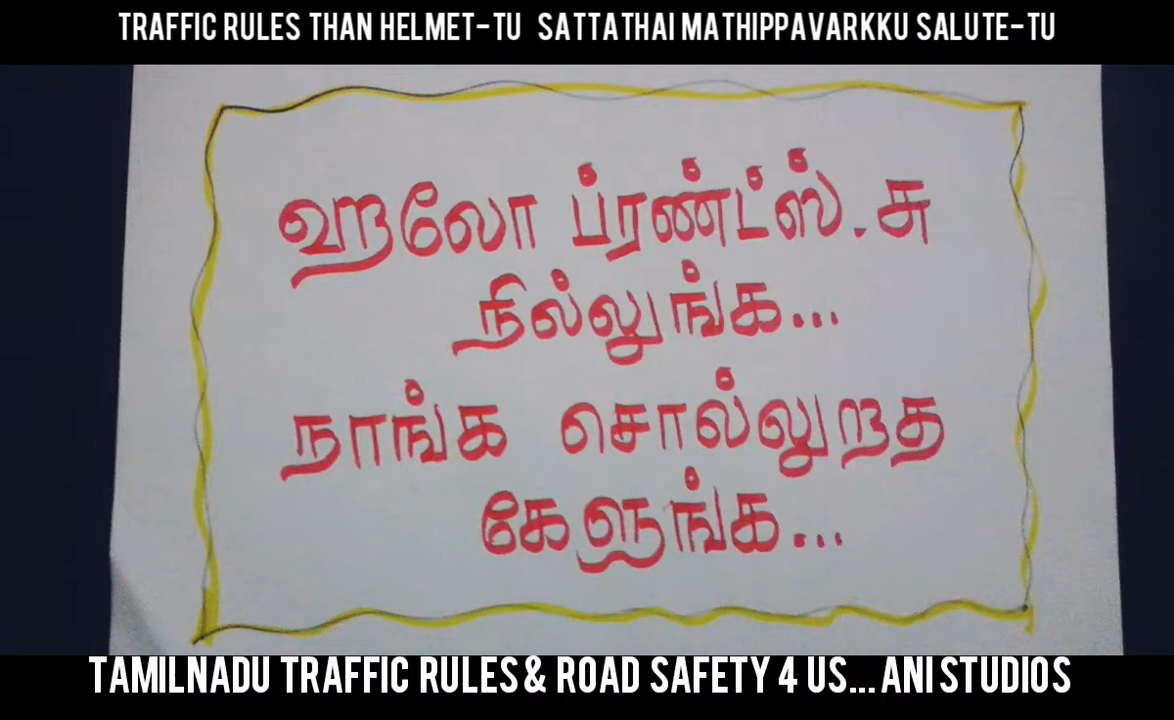 TRAFFIC RULES THAN HELMET-TU SATTATHAI MATHIPPAVARKKU SALUTE-TU
ஹலோ ப்ரண்ட்ஸ்.சு
நில்லுங்க...
நாங்க சொல்லுறத
கேளுங்க...
TAMILNADU TRAFFIC RULES & ROAD SAFETY 4 US... ANI STUDIOS